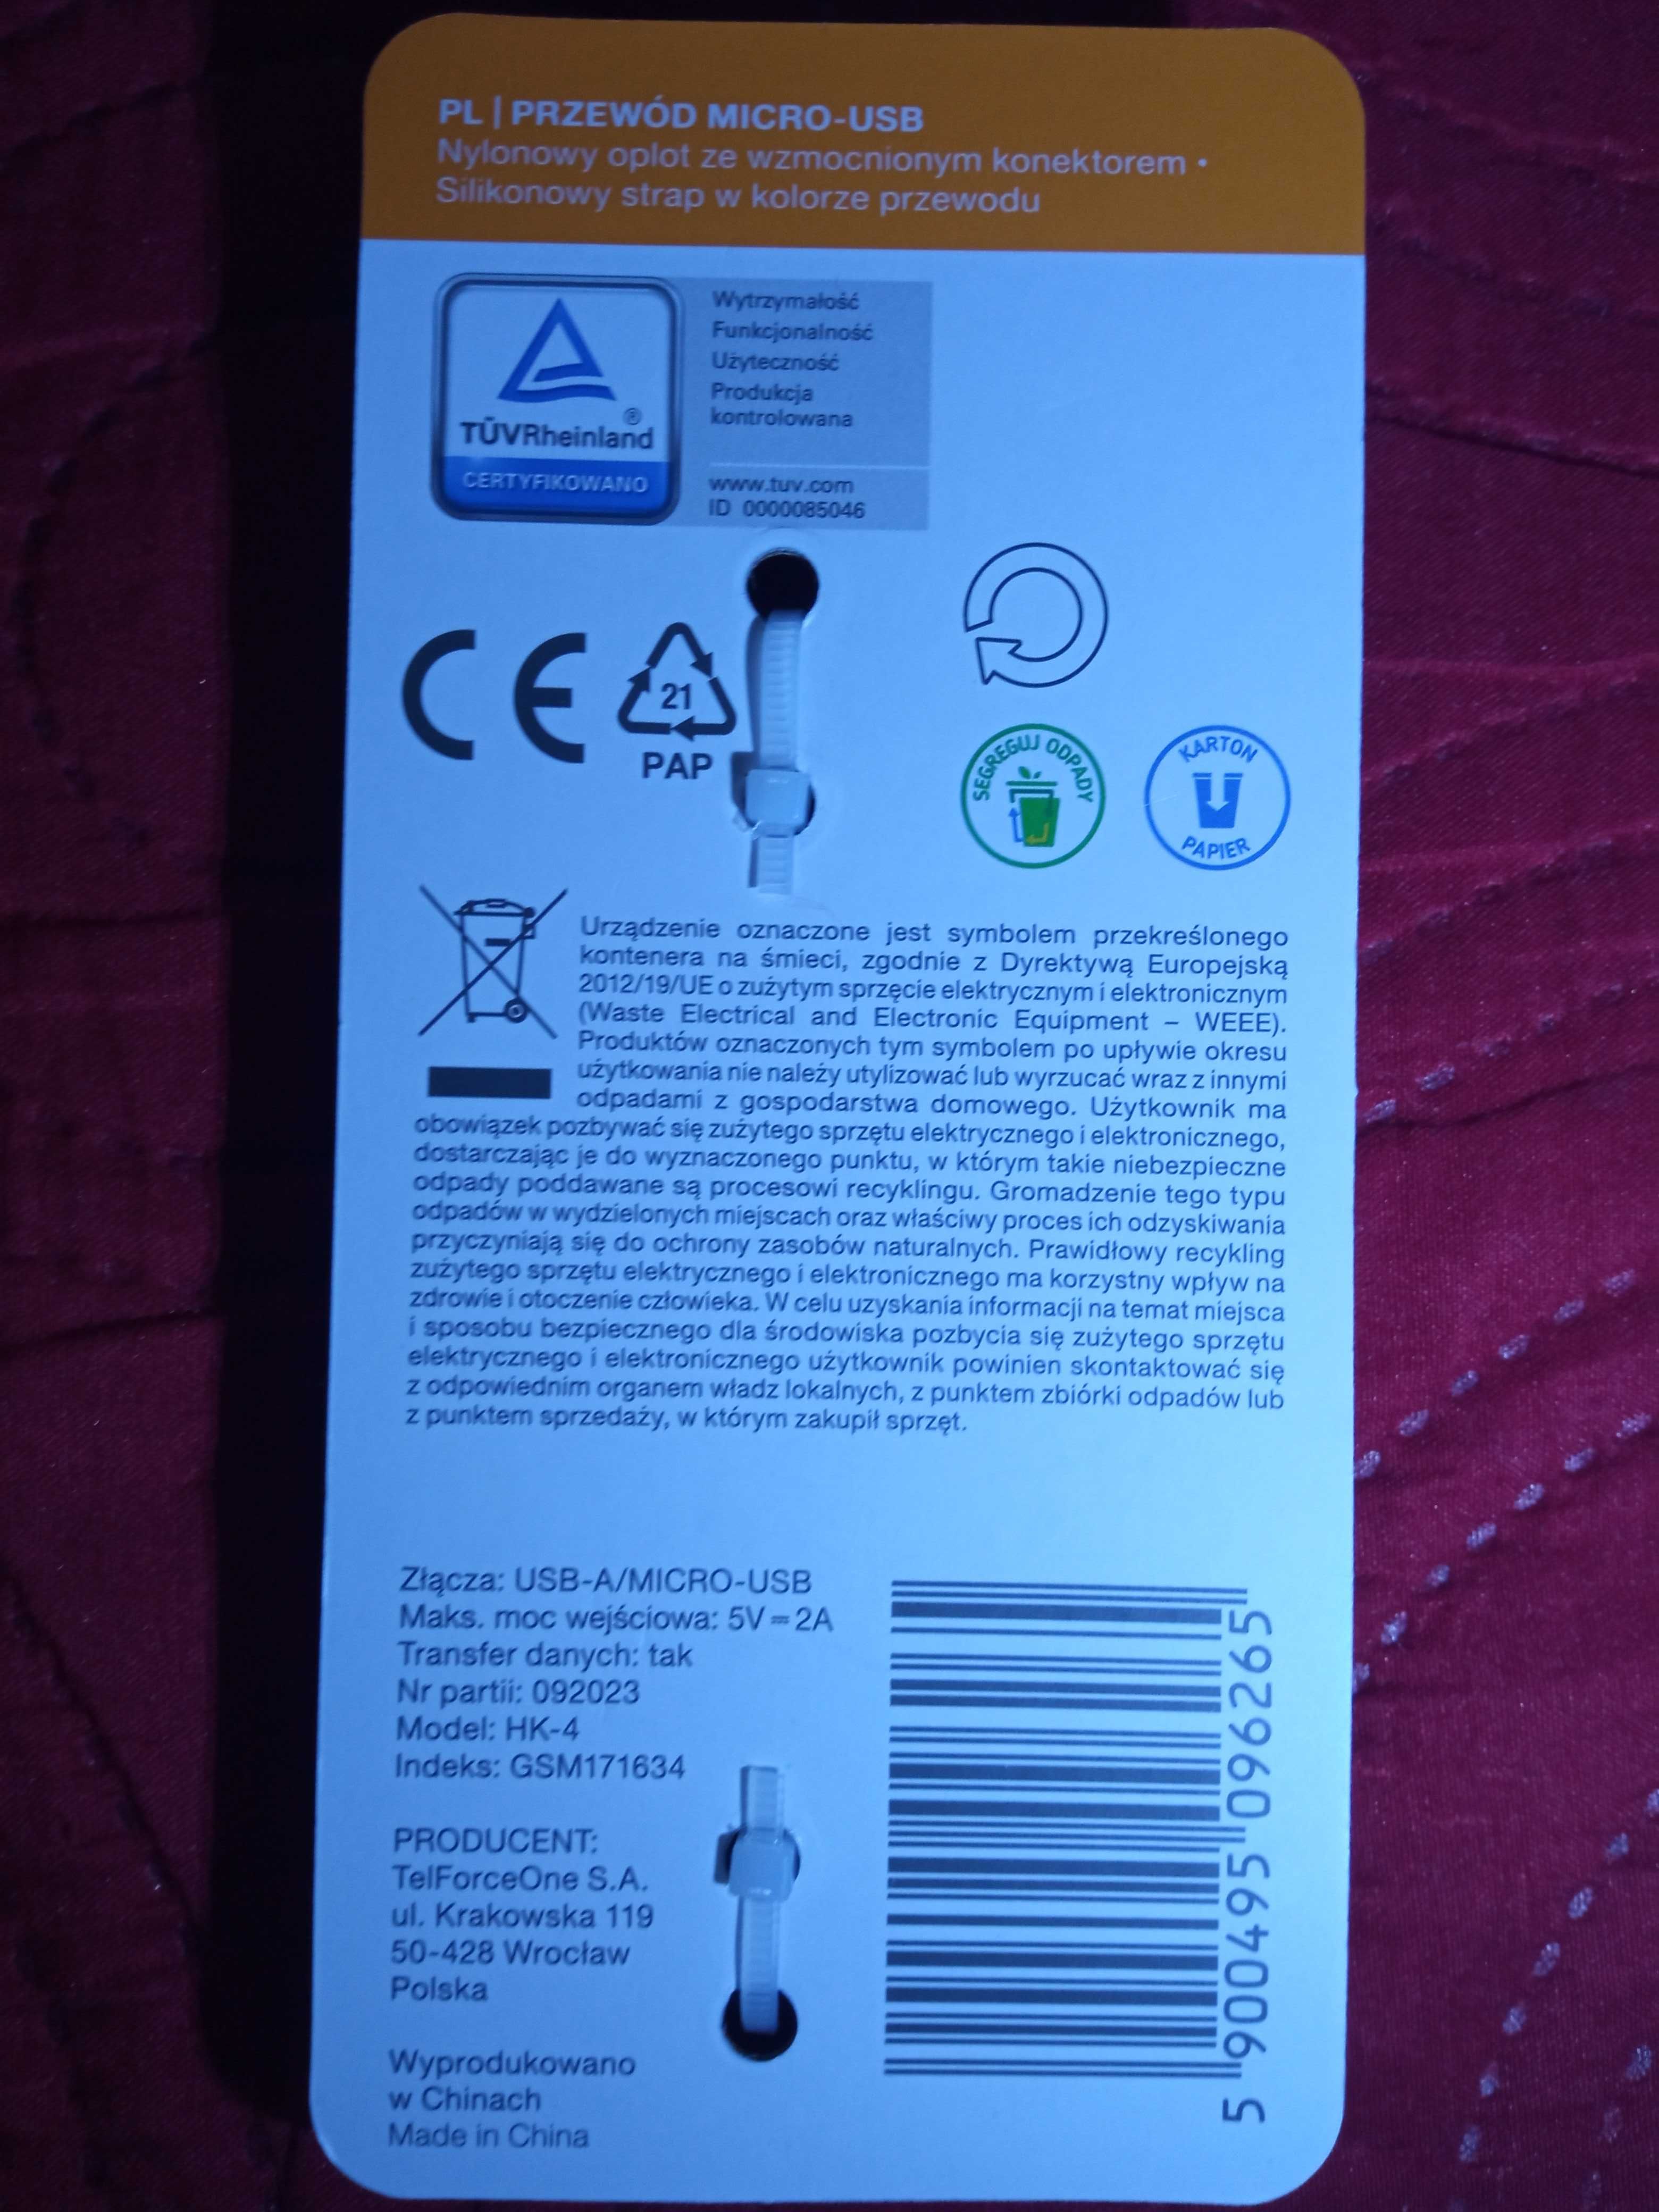 PL | PRZEWÓD MICRO-USB
Nylonowy oplot ze wzmocnionym konektorem •
Silikonowy strap w kolorze przewodu
TÜVRheinland®
CERTYFIKOWANO
Wytrzymałość
Funkcjonalność
Użyteczność
Produkcja
kontrolowana
www.tuv.com
ID 0000085046
CE
21
PAP
SEGREGUJ ODPADY
KARTON
PAPIER
Urządzenie oznaczone jest symbolem przekreślonego
kontenera na śmieci, zgodnie z Dyrektywą Europejską
2012/19/UE o zużytym sprzęcie elektrycznym i elektronicznym
(Waste Electrical and Electronic Equipment – WEEE).
Produktów oznaczonych tym symbolem po upływie okresu
użytkowania nie należy utylizować lub wyrzucać wraz z innymi
odpadami z gospodarstwa domowego. Użytkownik ma
obowiązek pozbywać się zużytego sprzętu elektrycznego i elektronicznego,
dostarczając je do wyznaczonego punktu, w którym takie niebezpieczne
odpady poddawane są procesowi recyklingu. Gromadzenie tego typu
odpadów w wydzielonych miejscach oraz właściwy proces ich odzyskiwania
przyczyniają się do ochrony zasobów naturalnych. Prawidłowy recykling
zużytego sprzętu elektrycznego i elektronicznego ma korzystny wpływ na
zdrowie i otoczenie człowieka. W celu uzyskania informacji na temat miejsca
i sposobu bezpiecznego dla środowiska pozbycia się zużytego sprzętu
elektrycznego i elektronicznego użytkownik powinien skontaktować się
z odpowiednim organem władz lokalnych, z punktem zbiórki odpadów lub
z punktem sprzedaży, w którym zakupił sprzęt.
Złącza: USB-A/MICRO-USB
Maks. moc wejściowa: 5V⎓2A
Transfer danych: tak
Nr partii: 092023
Model: HK-4
Indeks: GSM171634
PRODUCENT:
TelForceOne S.A.
ul. Krakowska 119
50-428 Wrocław
Polska
Wyprodukowano
w Chinach
Made in China
5 900495 096265